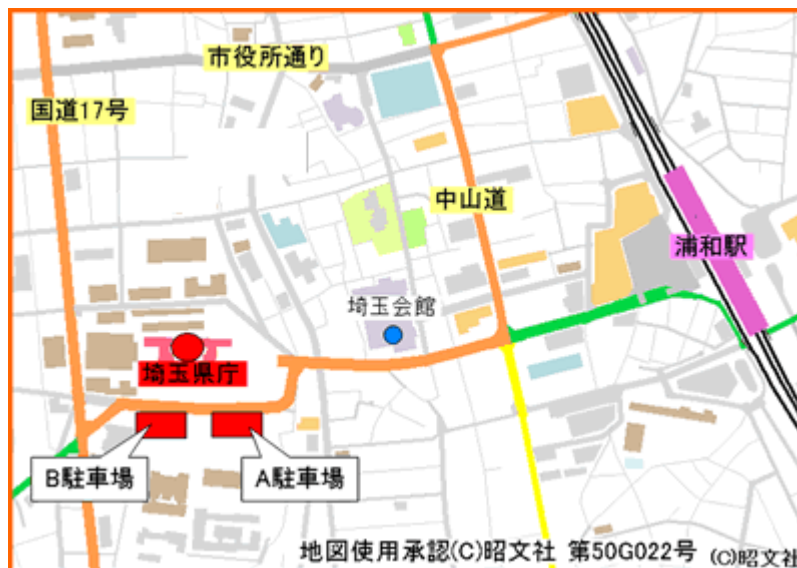 市役所通り
国道17号
中山道
浦和駅
埼玉会館
埼玉県庁
B駐車場
A駐車場
地図使用承認(C)昭文社 第50G022号
(C)昭文社